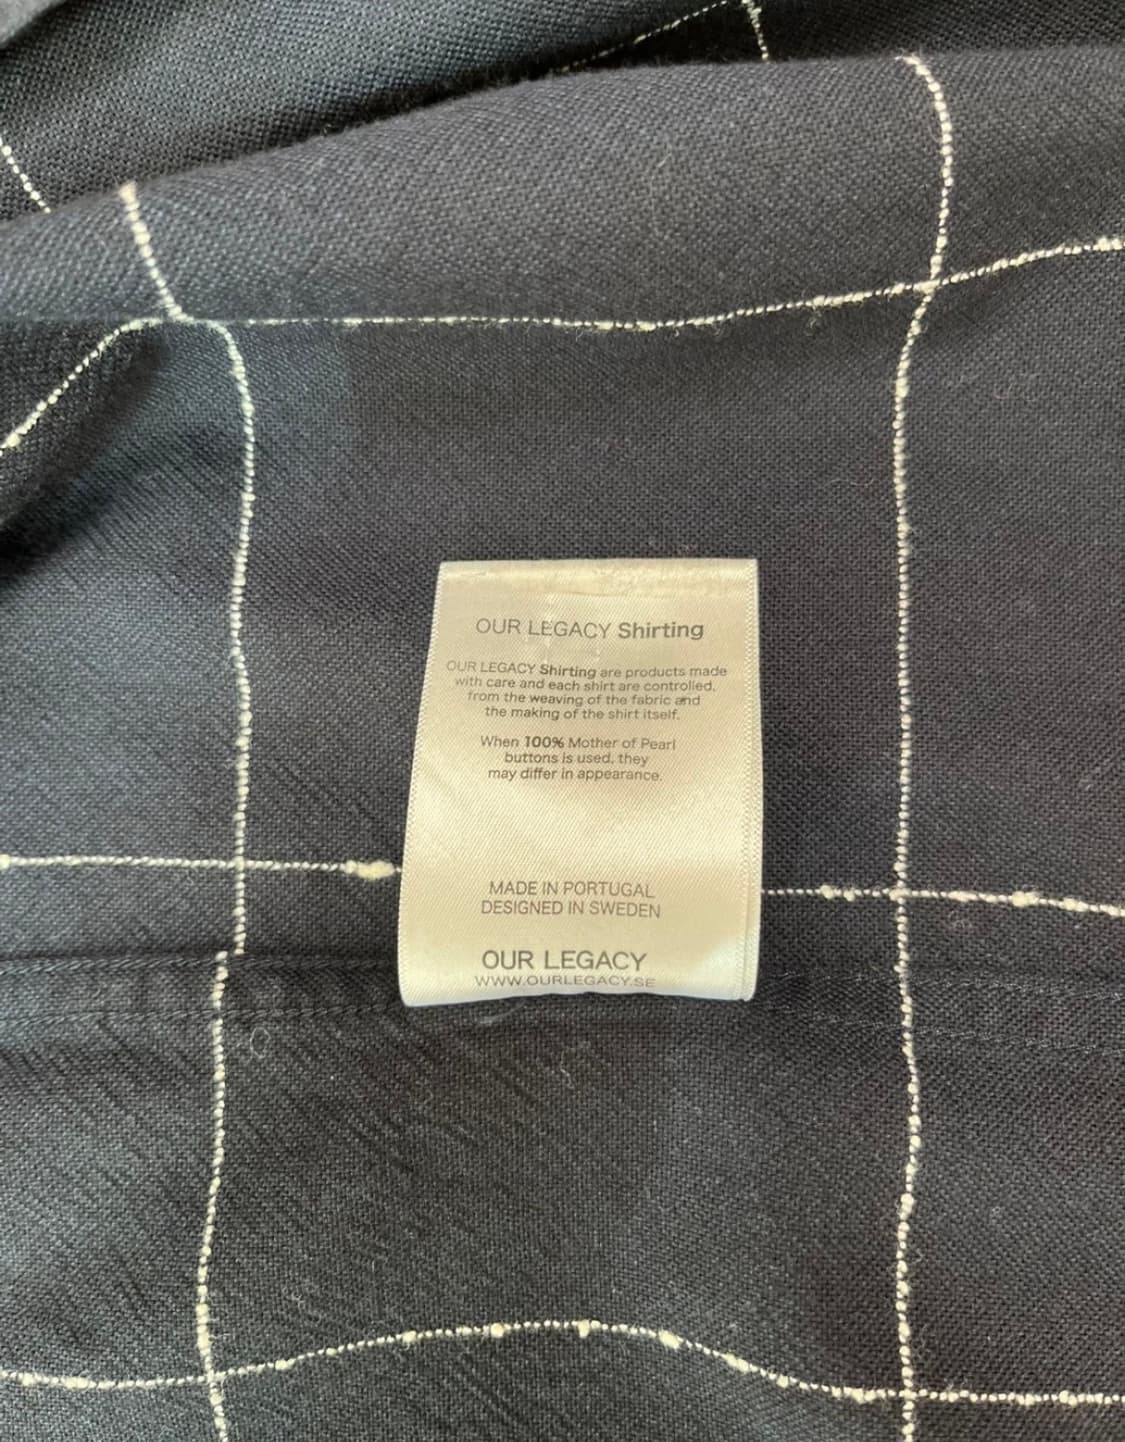 OUR LEGACY Shirting
OUR LEGACY Shirting are products made
with care and each shirt are controlled,
from the weaving of the fabric and
the making of the shirt itself.
When 100% Mother of Pearl
buttons is used, they
may differ in appearance.
MADE IN PORTUGAL
DESIGNED IN SWEDEN
OUR LEGACY
WWW.OURLEGACY.SE